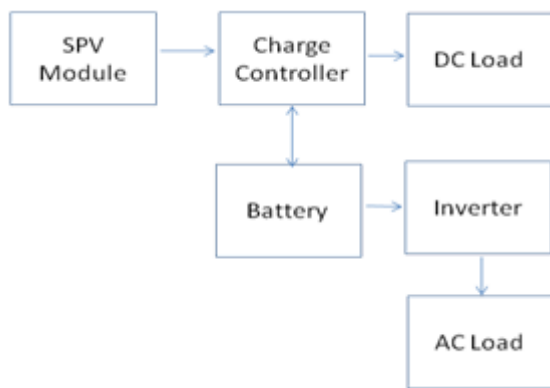 SPV
Module
Charge
Controller
DC Load
Battery
Inverter
AC Load